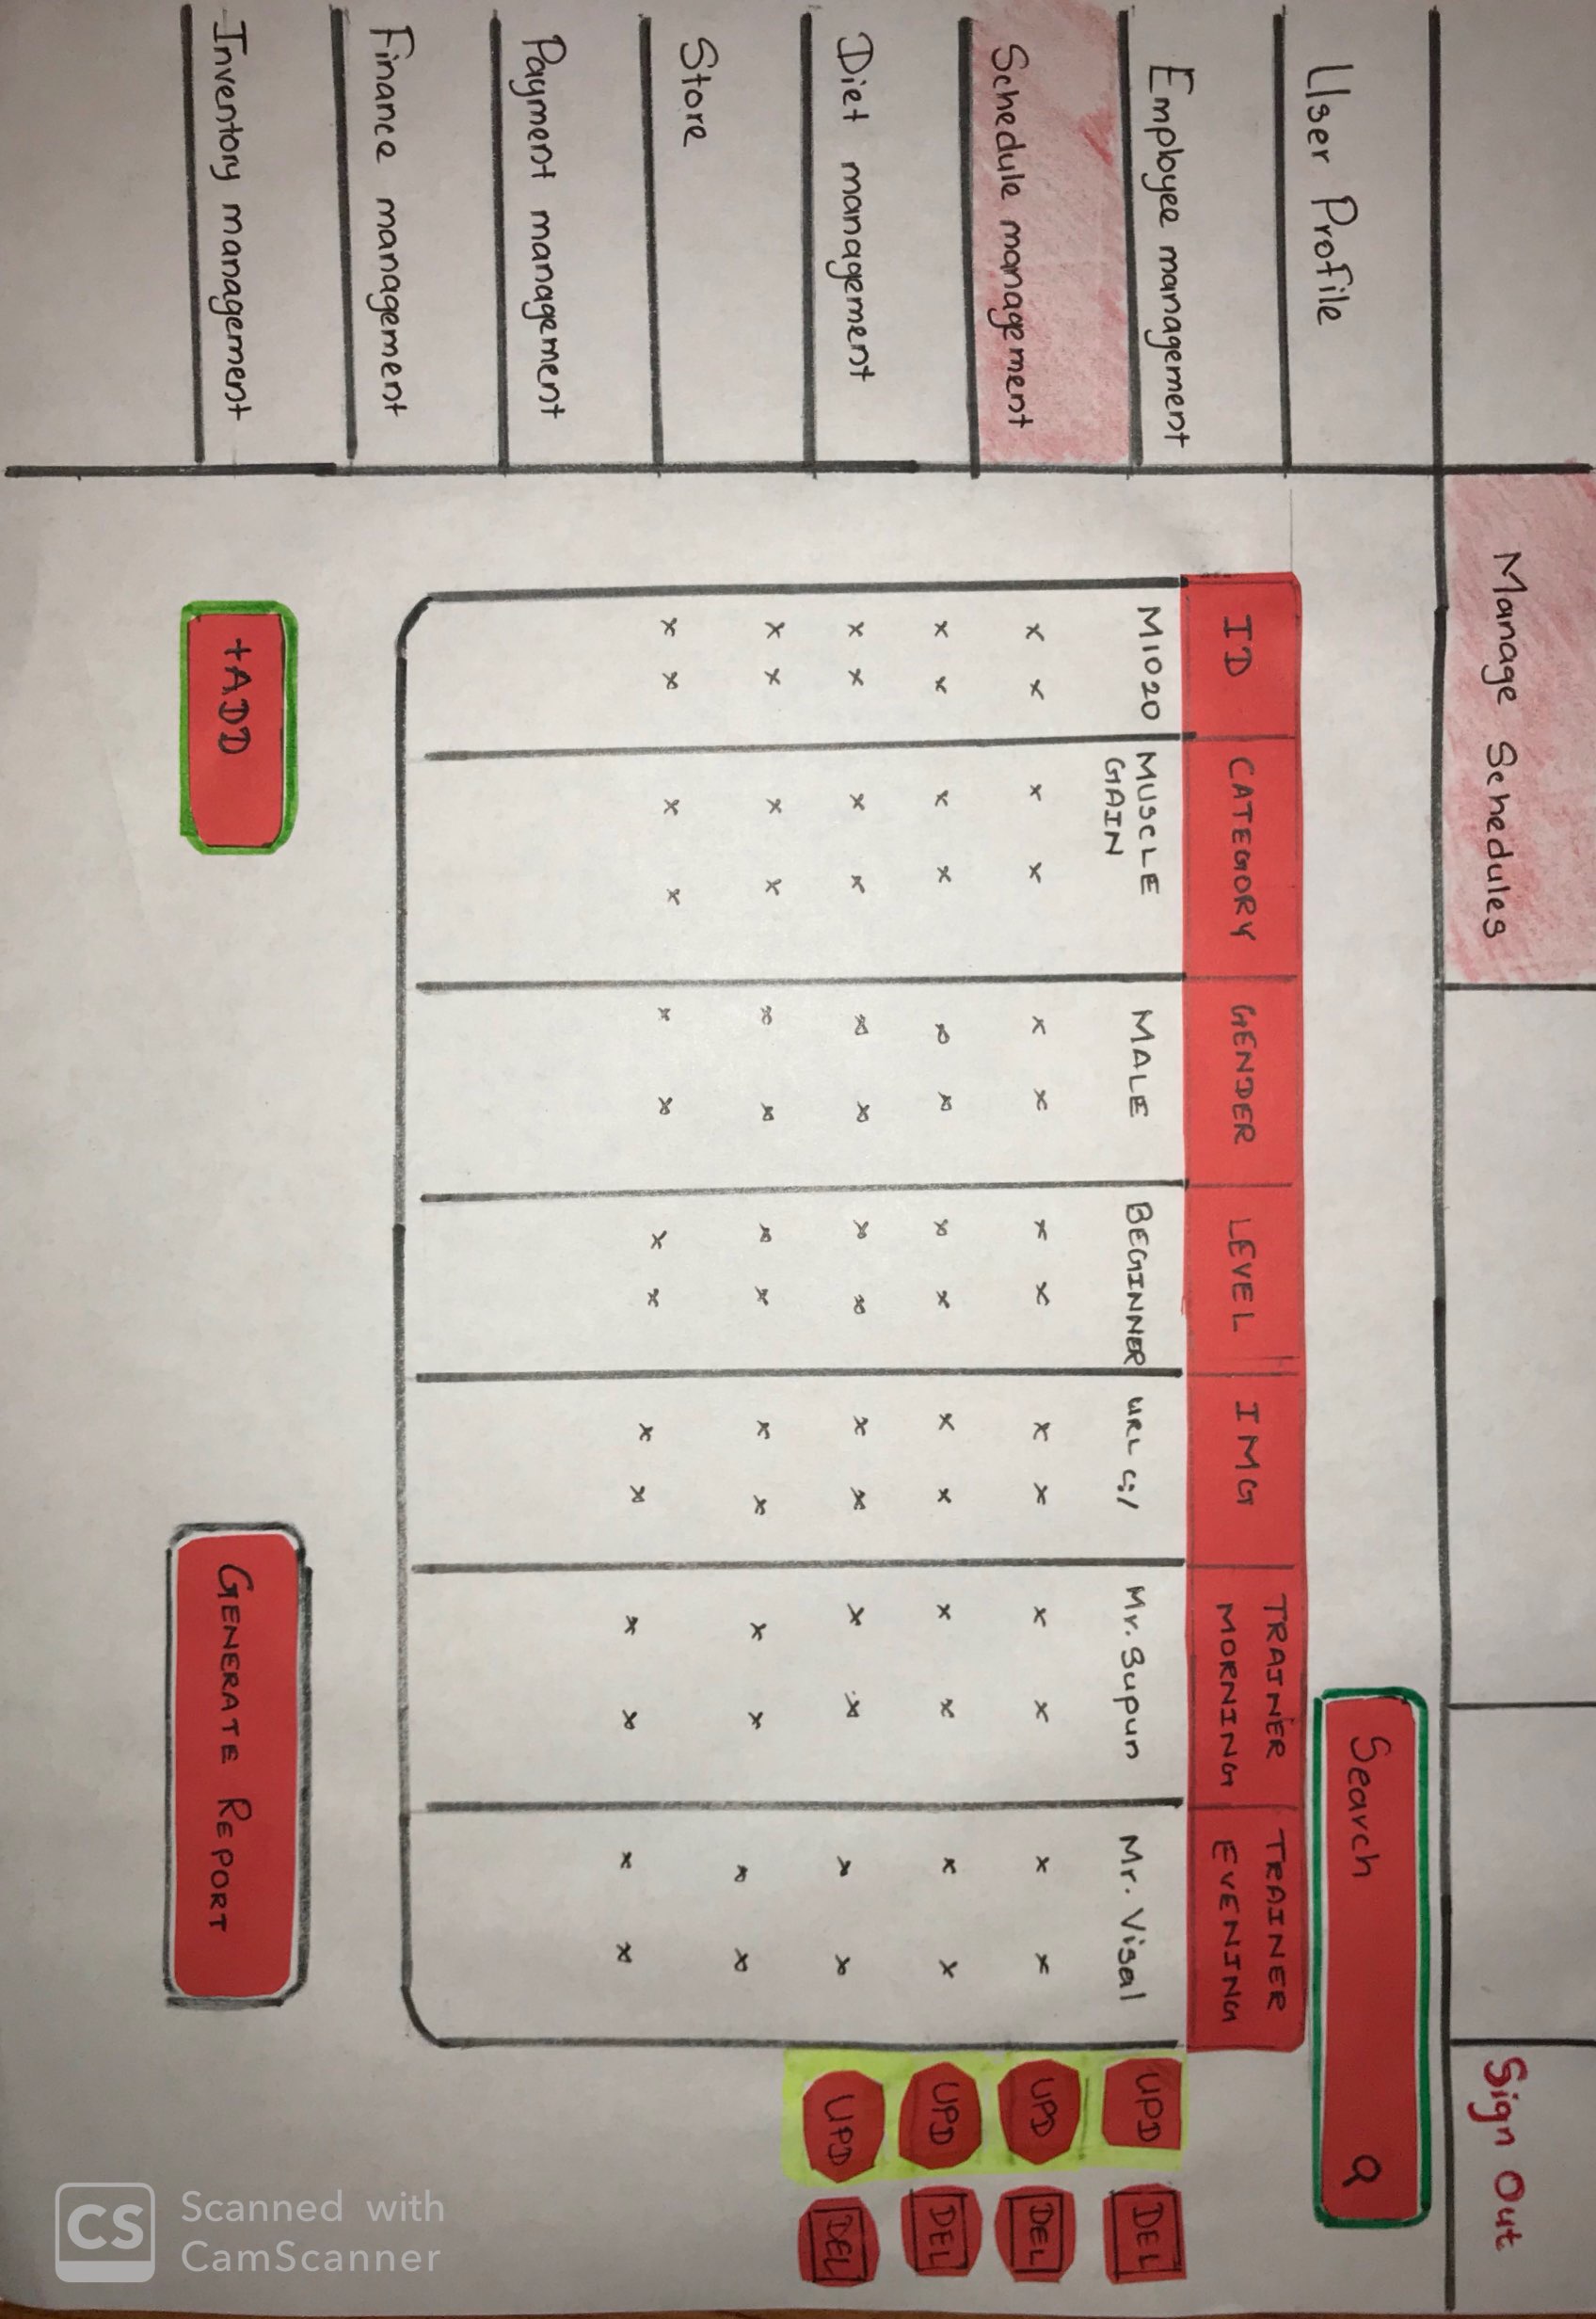 Manage Schedules
Sign Out
User Profile
Employee management
Schedule management
Diet management
Store
Payment management
Finance management
Inventory management
Search
ID
CATEGORY
GENDER
LEVEL
IMG
TRAINER
MORNING
TRAINER
EVENING
M1020
MUSCLE
GAIN
MALE
BEGINNER
URL C:/
Mr. Supun
Mr. Visal
UPD
DEL
x x x x x x x x x x x x x x
UPD
DEL
x x x x x x x x x x x x x x
UPD
DEL
x x x x x x x x x x x x x x
UPD
DEL
x x x x x x x x x x x x x x
x x x x x x x x x x x x x x
+ADD
GENERATE REPORT
CS
Scanned with
CamScanner